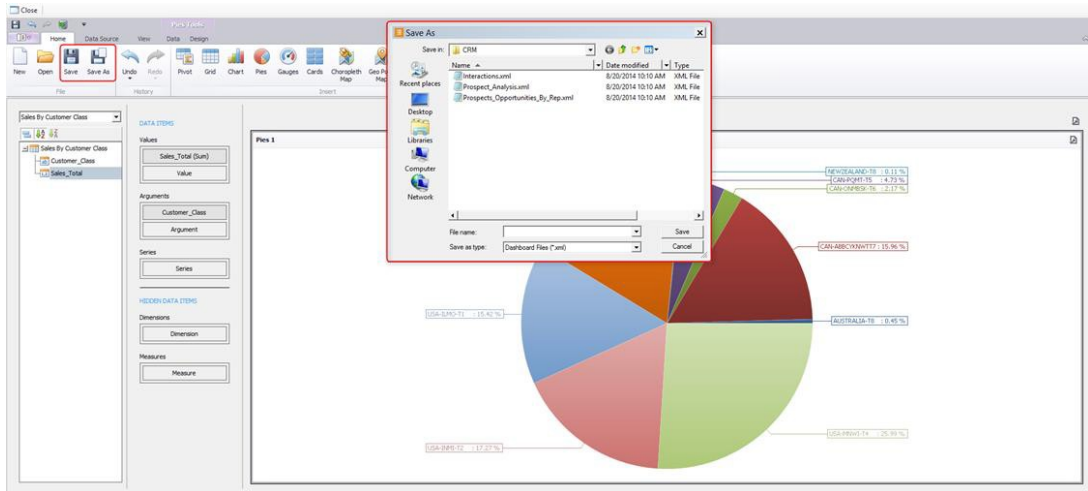 Close
Pies Tools
Home Data Source View Data Design
New Open Save Save As Undo Redo Pivot Grid Chart Pies Gauges Cards Choropleth Map Geo Po Map
File History Insert
Save As
Save in: CRM
Name Date modified Type
Interactions.xml 8/20/2014 10:10 AM XML File
Prospect_Analysis.xml 8/20/2014 10:10 AM XML File
Prospects_Opportunities_By_Rep.xml 8/20/2014 10:10 AM XML File
Recent places
Desktop
Libraries
Computer
Network
File name: Save
Save as type: Dashboard Files (*.xml) Cancel
Sales By Customer Class
Sales By Customer Class
Customer_Class
Sales_Total
DATA ITEMS
Values
Sales_Total (Sum)
Value
Arguments
Customer_Class
Argument
Series
Series
HIDDEN DATA ITEMS
Dimensions
Dimension
Measures
Measure
Pies 1
NEWZEALAND-T0 : 0.11 %
CAN-PQMT-T5 : 4.73 %
CAN-ONMBSK-T6 : 2.17 %
CAN-ABBCYKNWTT7 : 15.96 %
USA-ILMO-T1 : 15.42 %
AUSTRALIA-T0 : 0.45 %
USA-MNWI-T4 : 25.99 %
USA-INMI-T2 : 17.27 %